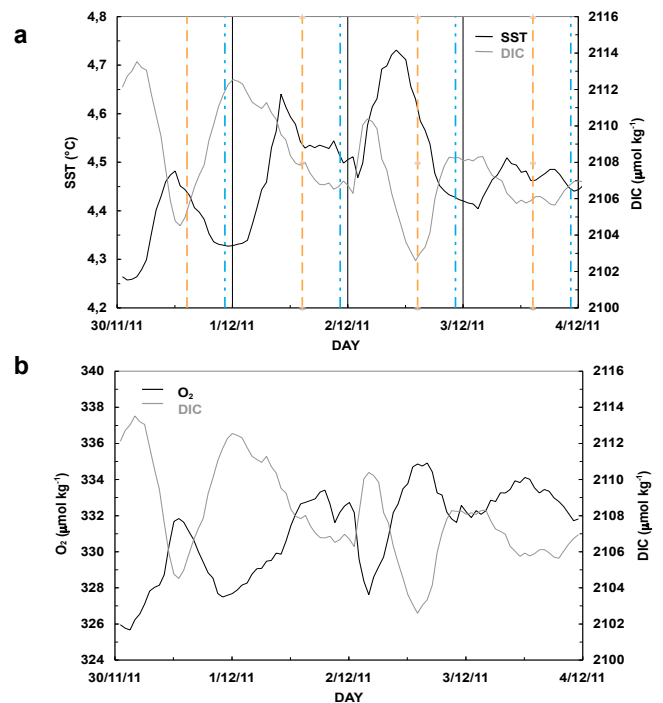 a
4,8
4,7
4,6
4,5
4,4
4,3
4,2
SST (°C)
SST
DIC
2116
2114
2112
2110
2108
2106
2104
2102
2100
DIC (µmol kg-1)
30/11/11 1/12/11 2/12/11 3/12/11 4/12/11
DAY
b
340
338
336
334
332
330
328
326
324
O2 (µmol kg-1)
O2
DIC
2116
2114
2112
2110
2108
2106
2104
2102
2100
DIC (µmol kg-1)
30/11/11 1/12/11 2/12/11 3/12/11 4/12/11
DAY